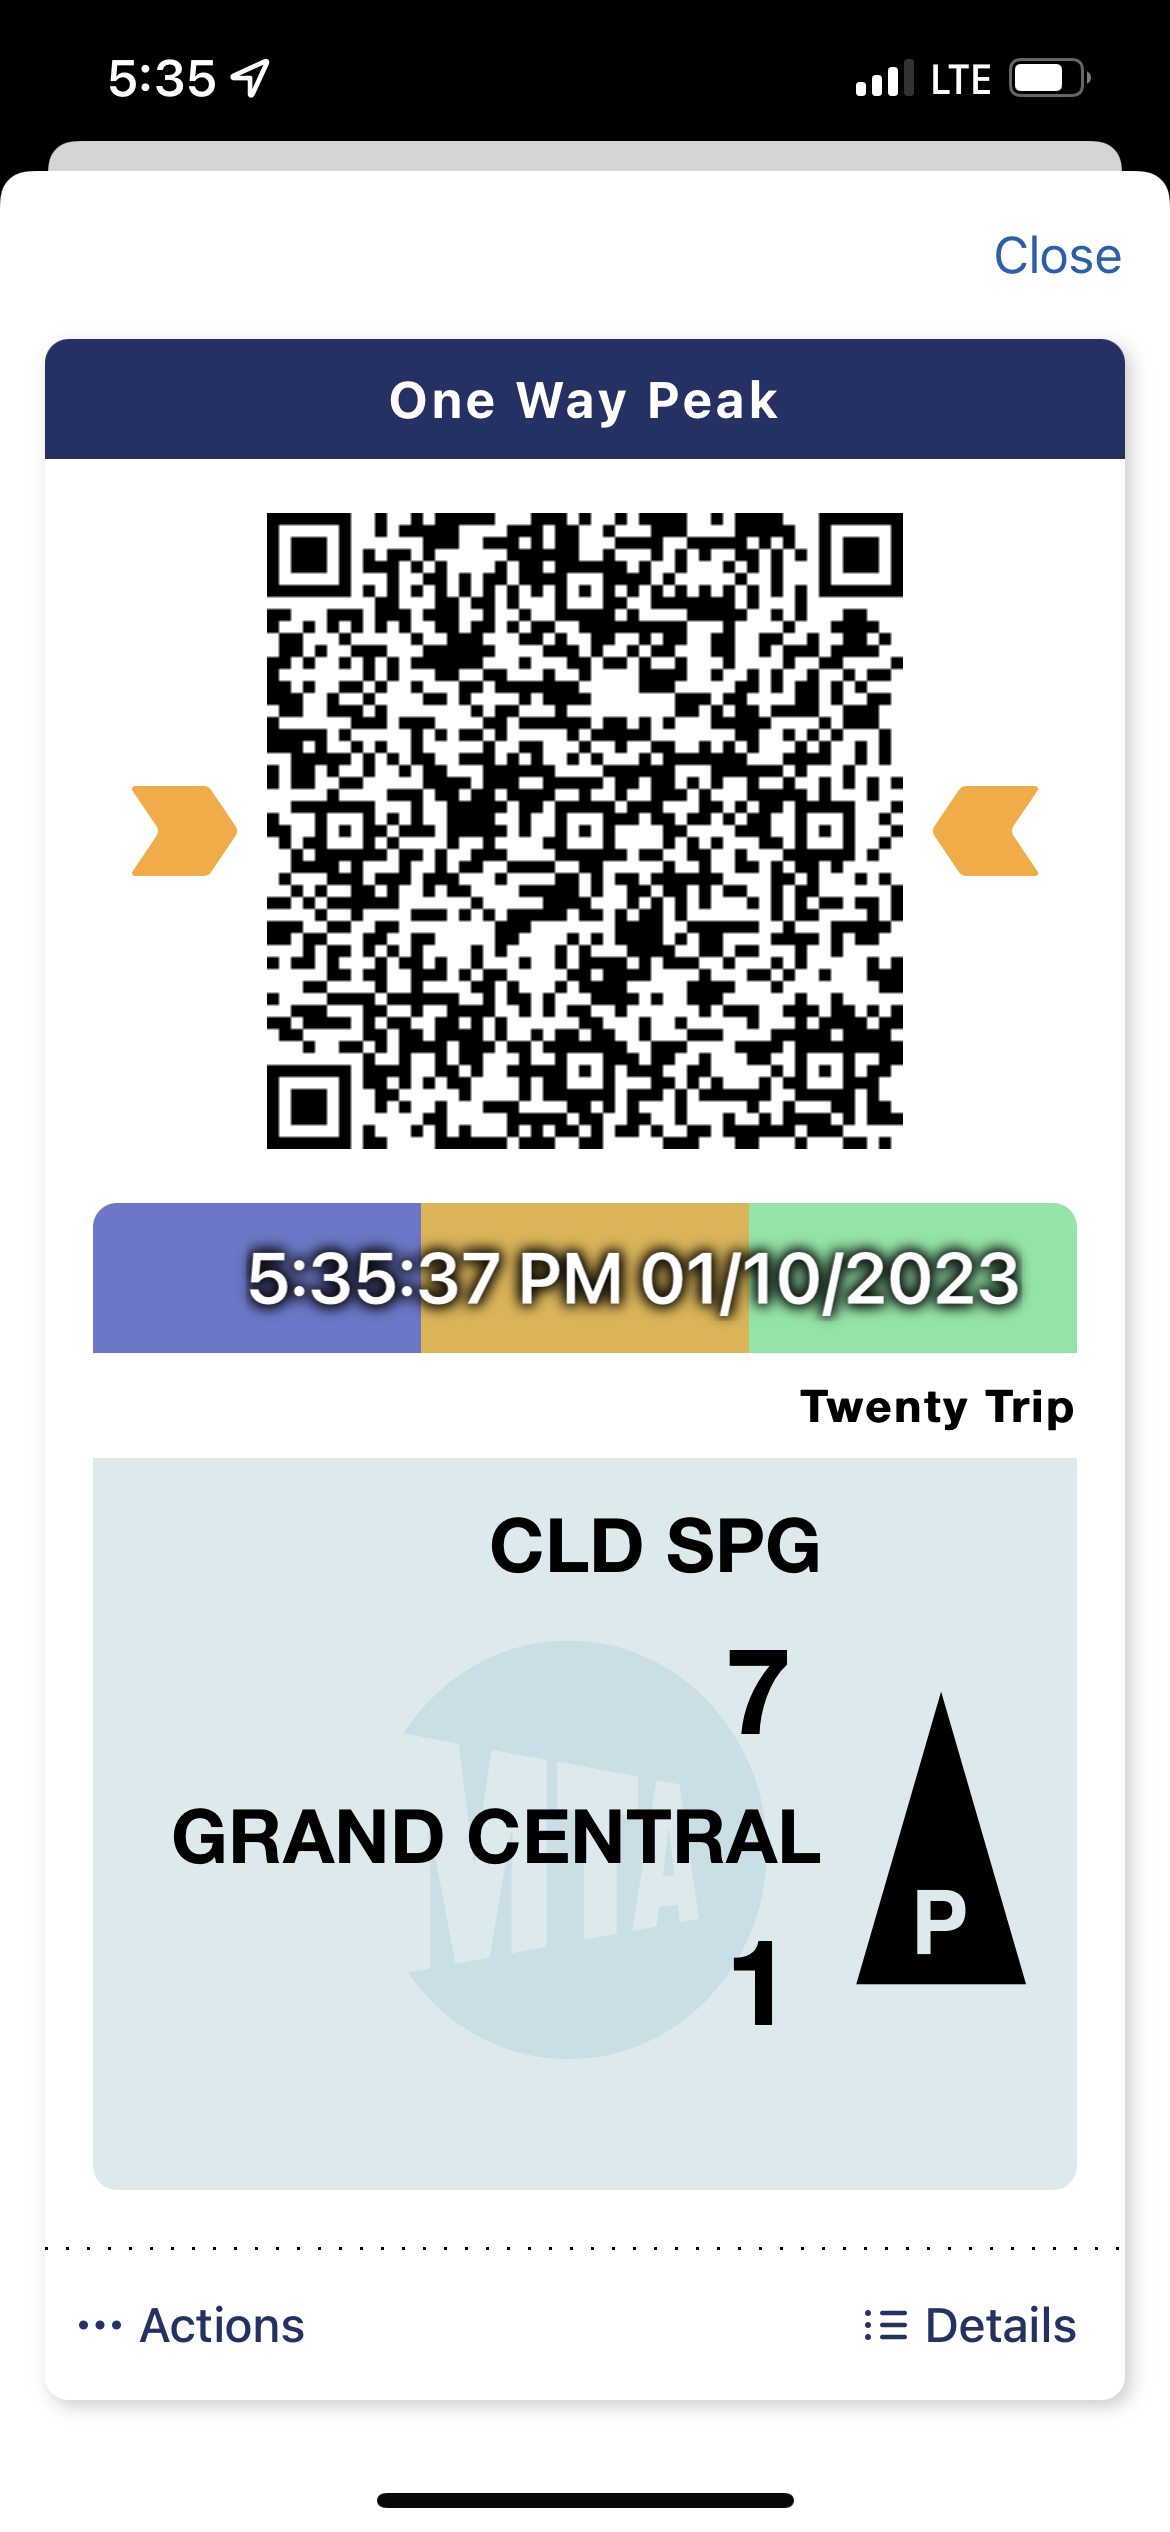 5:35
LTE
Close
One Way Peak
5:35:37 PM 01/10/2023
Twenty Trip
CLD SPG
7
MTA
GRAND CENTRAL
1
P
Actions
Details